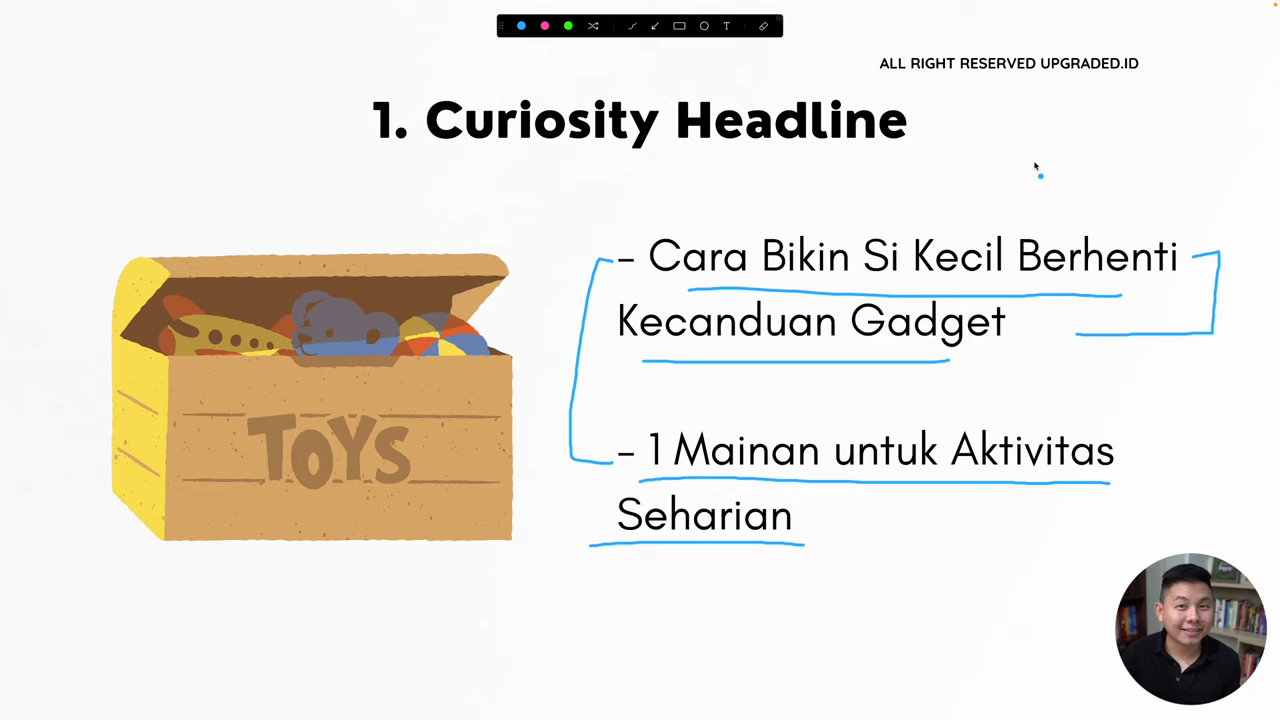 ALL RIGHT RESERVED UPGRADED.ID
1. Curiosity Headline
- Cara Bikin Si Kecil Berhenti
Kecanduan Gadget
- 1 Mainan untuk Aktivitas
Seharian
TOYS